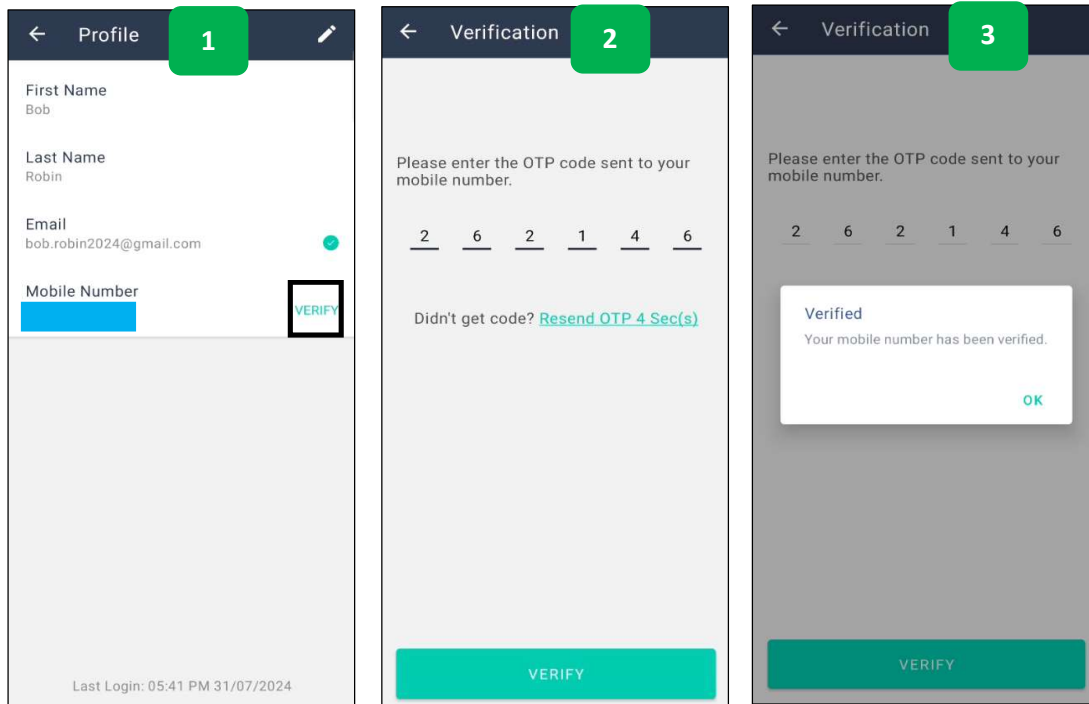 Profile
1
First Name
Bob
Last Name
Robin
Email
bob.robin2024@gmail.com
Mobile Number
VERIFY
Last Login: 05:41 PM 31/07/2024
Verification
2
Please enter the OTP code sent to your
mobile number.
2 6 2 1 4 6
Didn't get code? Resend OTP 4 Sec(s)
VERIFY
Verification
3
Please enter the OTP code sent to your
mobile number.
2 6 2 1 4 6
Verified
Your mobile number has been verified.
OK
VERIFY